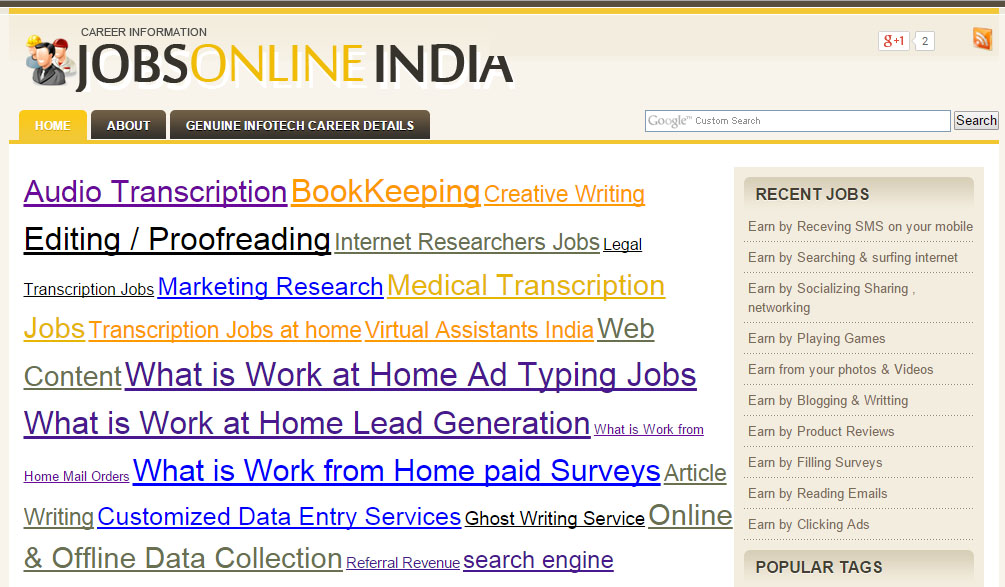 CAREER INFORMATION
JOBSONLINE INDIA
g+1 2
HOME ABOUT GENUINE INFOTECH CAREER DETAILS
Google™ Custom Search Search
Audio Transcription BookKeeping Creative Writing
Editing / Proofreading Internet Researchers Jobs Legal
Transcription Jobs Marketing Research Medical Transcription
Jobs Transcription Jobs at home Virtual Assistants India Web
Content What is Work at Home Ad Typing Jobs
What is Work at Home Lead Generation What is Work from
Home Mail Orders What is Work from Home paid Surveys Article
Writing Customized Data Entry Services Ghost Writing Service Online
& Offline Data Collection Referral Revenue search engine
RECENT JOBS
Earn by Receving SMS on your mobile
Earn by Searching & surfing internet
Earn by Socializing Sharing ,
networking
Earn by Playing Games
Earn from your photos & Videos
Earn by Blogging & Writting
Earn by Product Reviews
Earn by Filling Surveys
Earn by Reading Emails
Earn by Clicking Ads
POPULAR TAGS